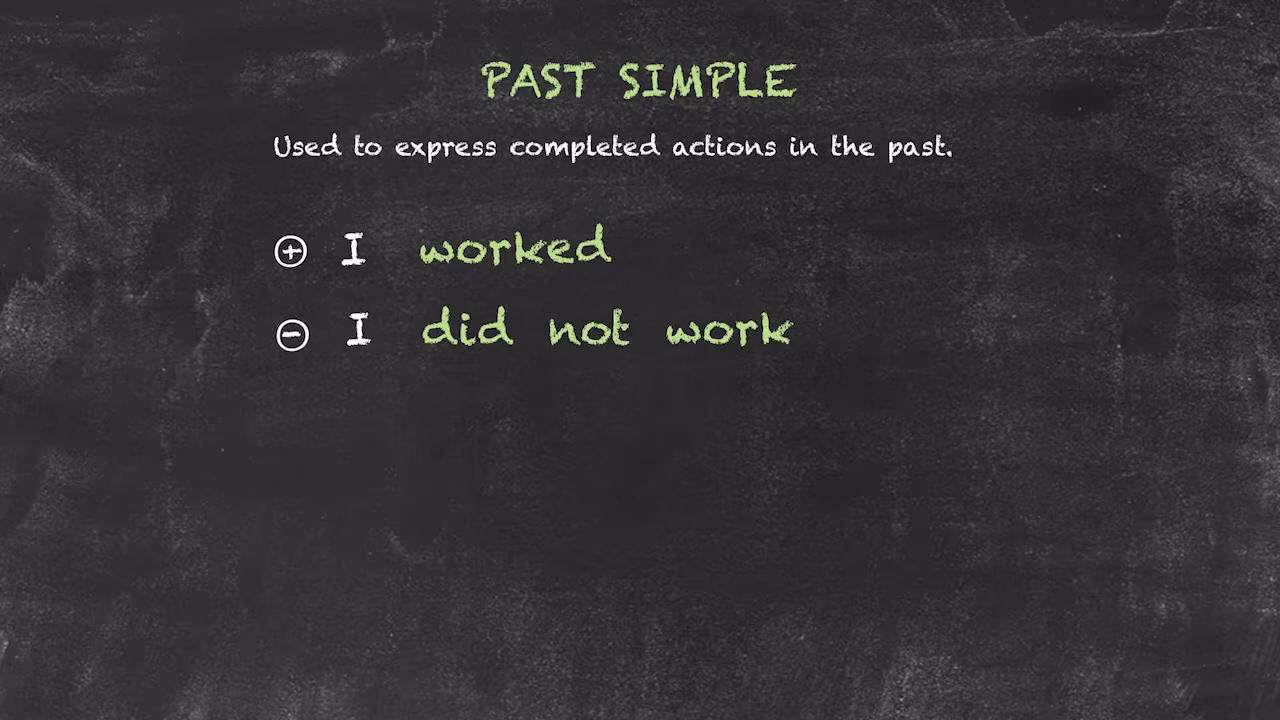 PAST SIMPLE
Used to express completed actions in the past.
⊕ I worked
⊖ I did not work